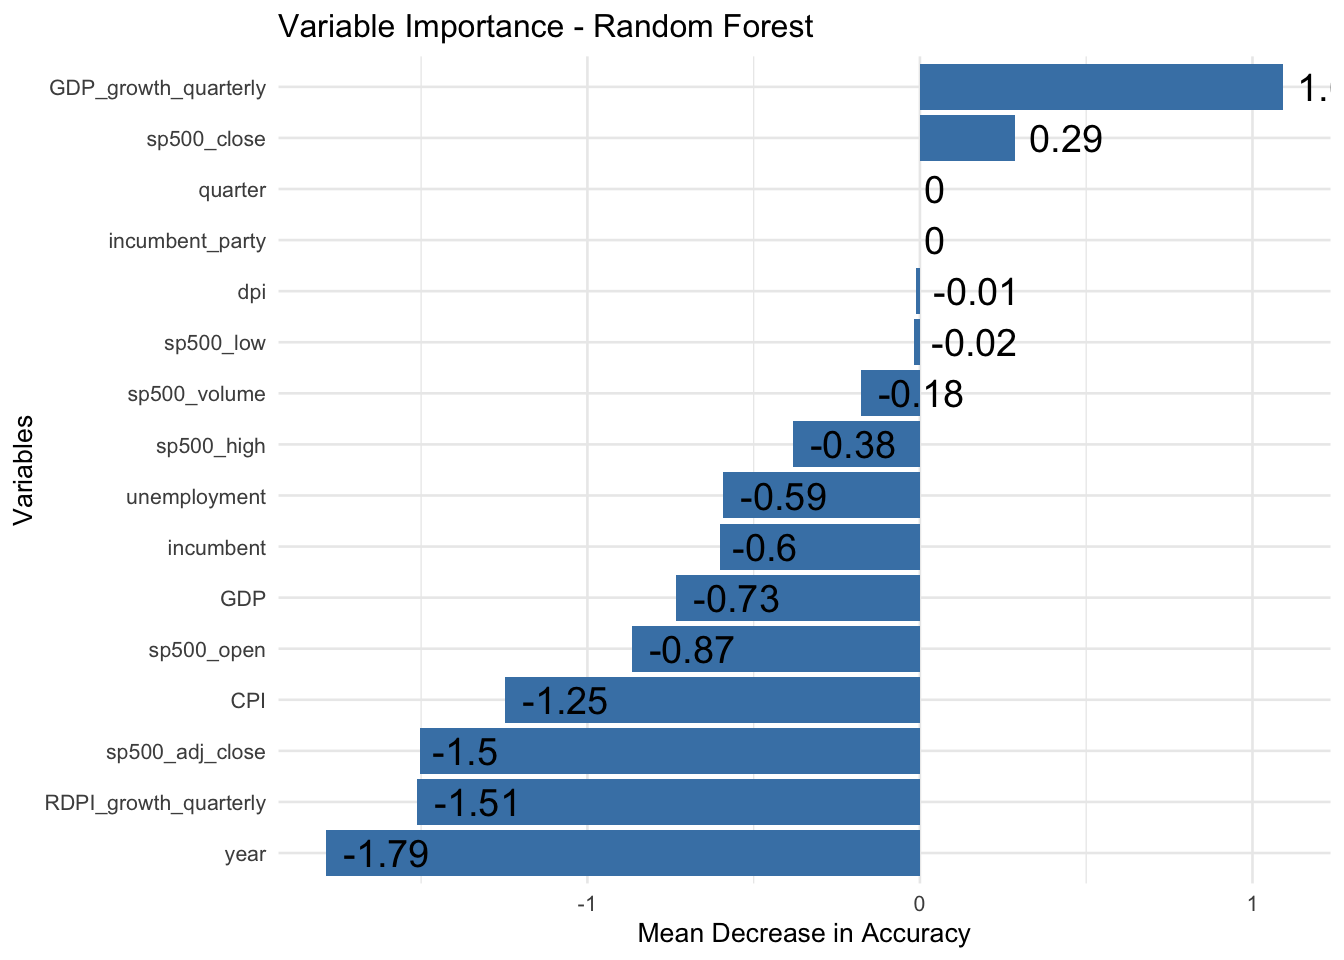 Variable Importance - Random Forest
GDP_growth_quarterly
sp500_close 0.29
quarter 0
incumbent_party 0
dpi -0.01
sp500_low -0.02
sp500_volume -0.18
sp500_high -0.38
unemployment -0.59
incumbent -0.6
GDP -0.73
sp500_open -0.87
CPI -1.25
sp500_adj_close -1.5
RDPI_growth_quarterly -1.51
year -1.79
Variables
-1 0 1
Mean Decrease in Accuracy